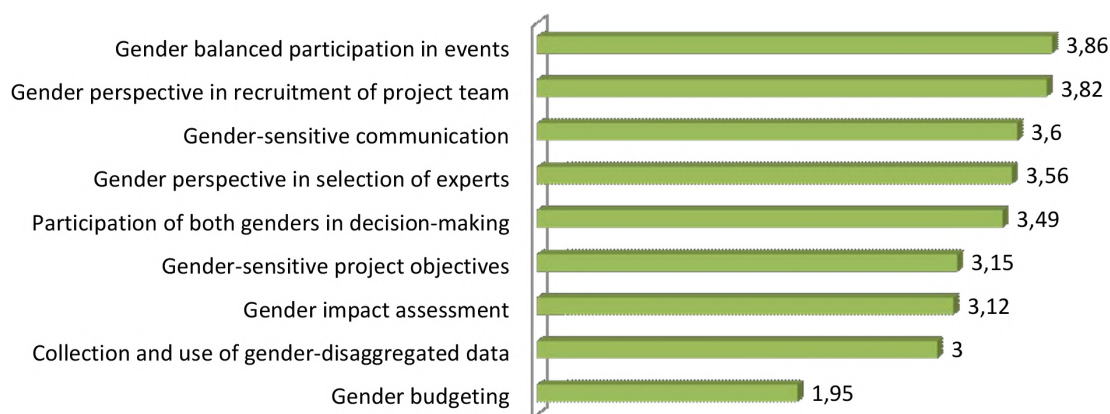 Gender balanced participation in events 3,86
Gender perspective in recruitment of project team 3,82
Gender-sensitive communication 3,6
Gender perspective in selection of experts 3,56
Participation of both genders in decision-making 3,49
Gender-sensitive project objectives 3,15
Gender impact assessment 3,12
Collection and use of gender-disaggregated data 3
Gender budgeting 1,95